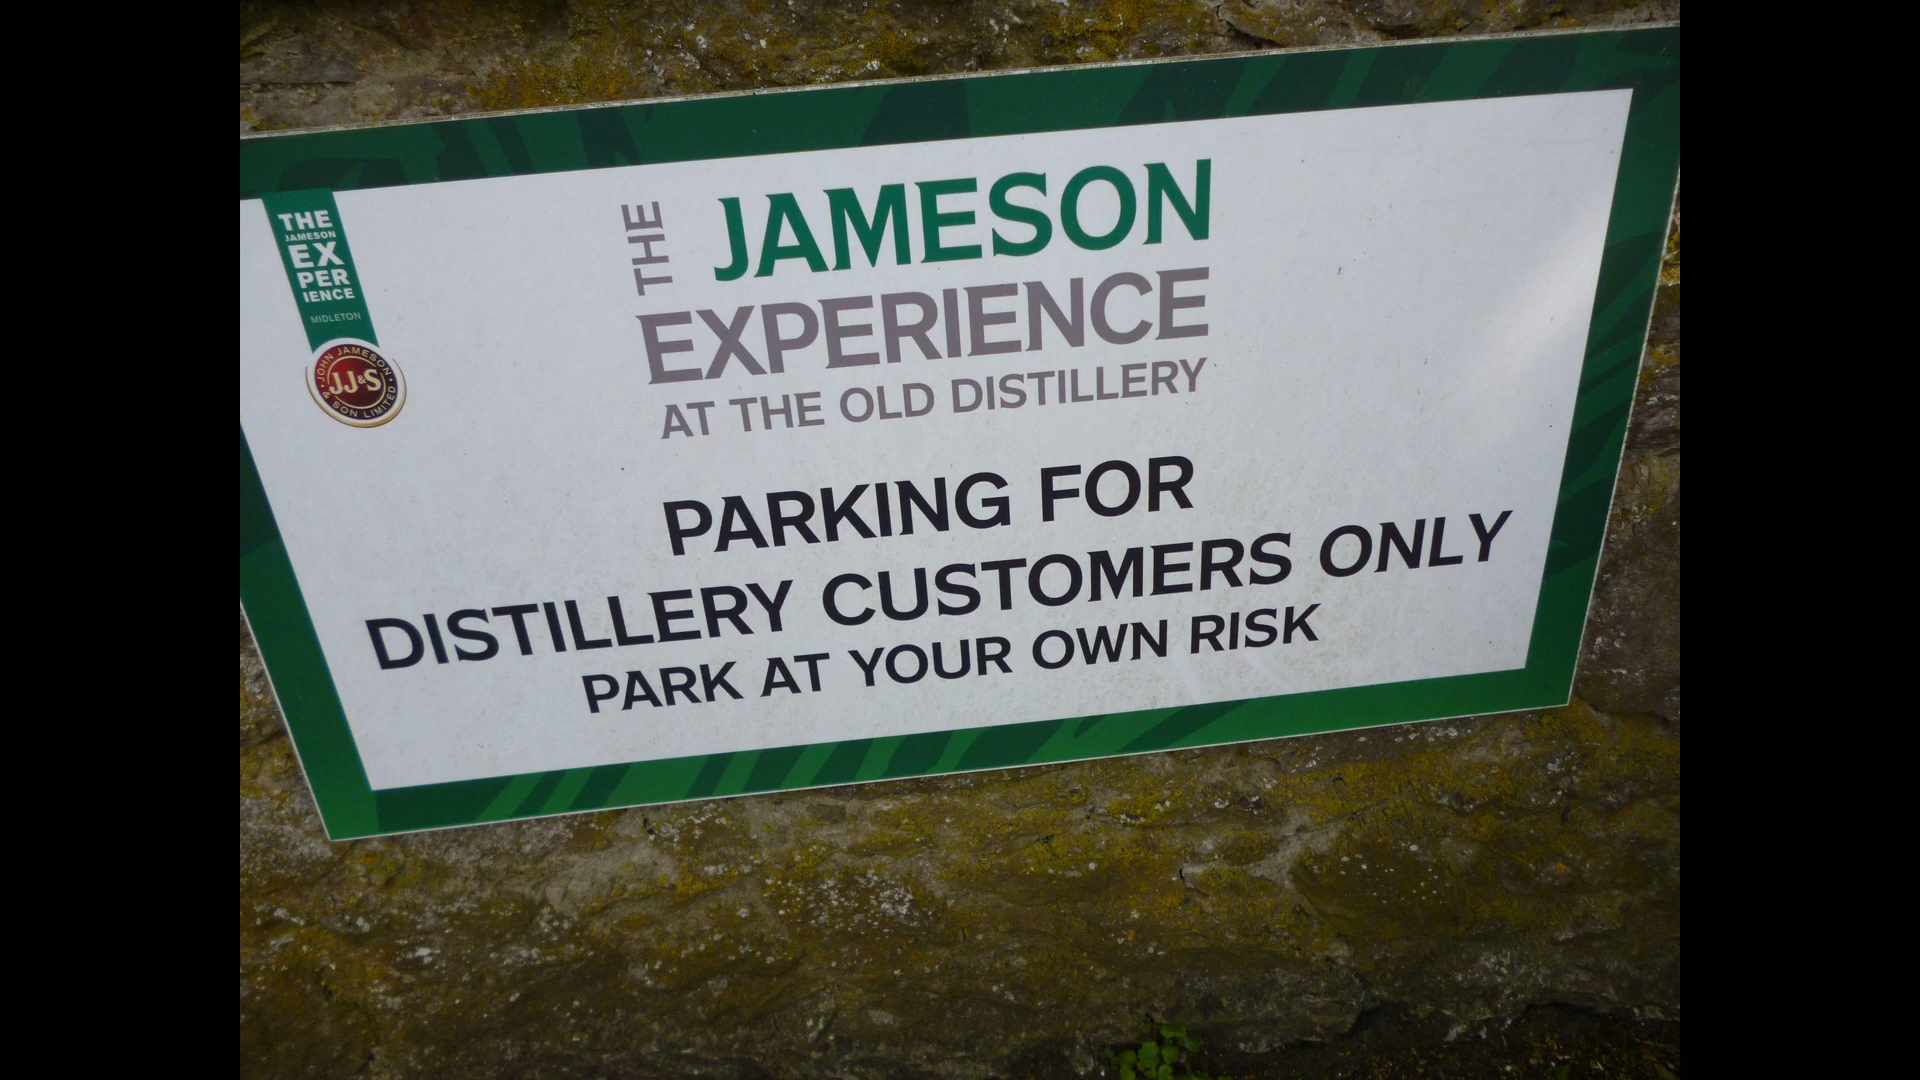 THE
JAMESON
EXPERIENCE
AT THE OLD DISTILLERY
THE
JAMESON
EX
PER
IENCE
MIDLETON
JOHN JAMESON
JJ&S
& SON LIMITED
PARKING FOR
DISTILLERY CUSTOMERS ONLY
PARK AT YOUR OWN RISK